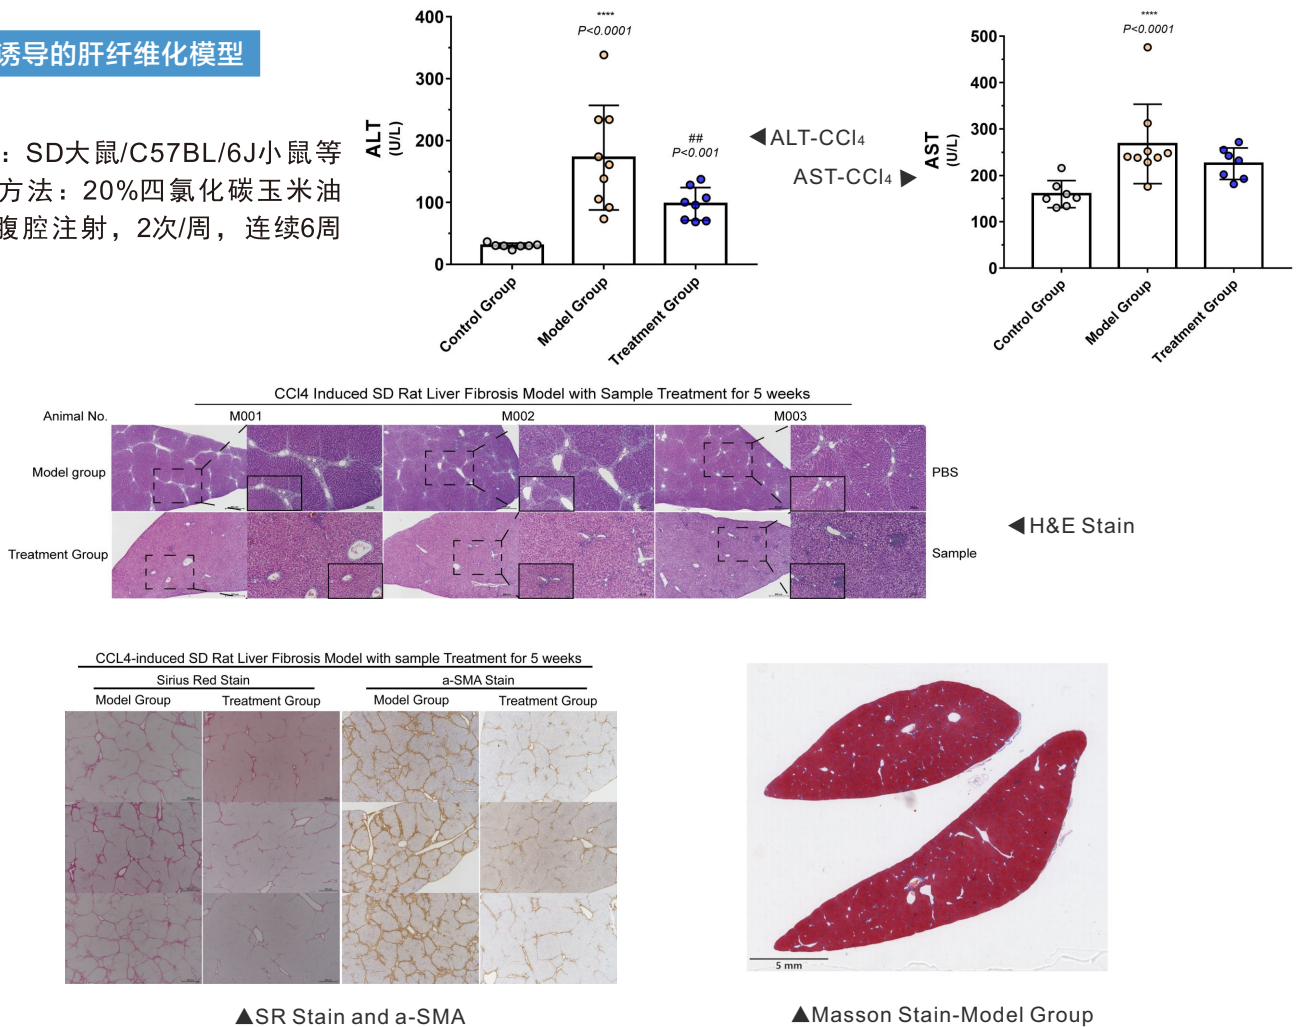 诱导的肝纤维化模型
：SD大鼠/C57BL/6J小鼠等
方法：20%四氯化碳玉米油
腹腔注射，2次/周，连续6周
ALT
(U/L)
400
300
200
100
0
****
P<0.0001
##
P<0.001
Control Group
Model Group
Treatment Group
◀ALT-CCl₄
AST-CCl₄▶
AST
(U/L)
500
400
300
200
100
0
****
P<0.0001
Control Group
Model Group
Treatment Group
CCl4 Induced SD Rat Liver Fibrosis Model with Sample Treatment for 5 weeks
Animal No. M001 M002 M003
Model group PBS
Treatment Group Sample
◀H&E Stain
CCL4-induced SD Rat Liver Fibrosis Model with sample Treatment for 5 weeks
Sirius Red Stain a-SMA Stain
Model Group Treatment Group Model Group Treatment Group
▲SR Stain and a-SMA
5 mm
▲Masson Stain-Model Group